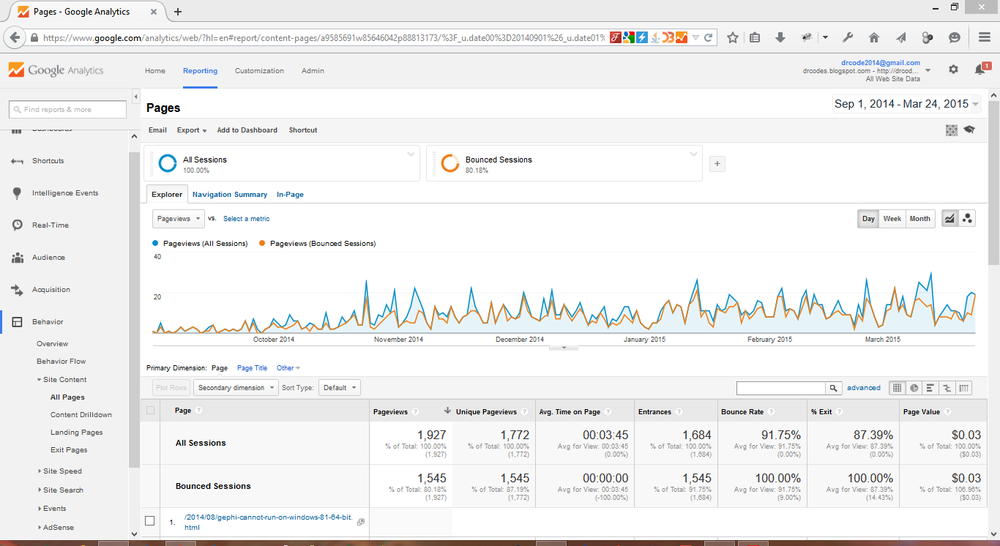 Pages - Google Analytics
https://www.google.com/analytics/web/?hl=en#report/content-pages/a9585691w85646042p88813173/%3F_u.date00%3D20140901%26_u.date01%
Google Analytics
Home Reporting Customization Admin
drcode2014@gmail.com
drcodes.blogspot.com - http://drcod...
All Web Site Data
1
Find reports & more
Pages
Sep 1, 2014 - Mar 24, 2015
Dashboards
Email Export Add to Dashboard Shortcut
Shortcuts
Intelligence Events
Real-Time
Audience
Acquisition
Behavior
Overview
Behavior Flow
Site Content
All Pages
Content Drilldown
Landing Pages
Exit Pages
Site Speed
Site Search
Events
AdSense
All Sessions
100.00%
Bounced Sessions
80.18%
+
Explorer Navigation Summary In-Page
Pageviews vs. Select a metric
Day Week Month
Pageviews (All Sessions) Pageviews (Bounced Sessions)
40
20
October 2014 November 2014 December 2014 January 2015 February 2015 March 2015
Primary Dimension: Page Page Title Other
Plot Rows Secondary dimension Sort Type: Default
advanced
Page ? Pageviews ? Unique Pageviews ? Avg. Time on Page ? Entrances ? Bounce Rate ? % Exit ? Page Value ?
All Sessions
1,927 1,772 00:03:45 1,684 91.75% 87.39% $0.03
% of Total: 100.00% % of Total: 100.00% Avg for View: 00:03:45 % of Total: 100.00% Avg for View: 91.75% Avg for View: 87.39% % of Total: 100.00%
(1,927) (1,772) (0.00%) (1,684) (0.00%) (0.00%) ($0.03)
Bounced Sessions
1,545 1,545 00:00:00 1,545 100.00% 100.00% $0.03
% of Total: 80.18% % of Total: 87.19% Avg for View: 00:03:45 % of Total: 91.75% Avg for View: 91.75% Avg for View: 87.39% % of Total: 106.96%
(1,927) (1,772) (-100.00%) (1,684) (9.00%) (14.43%) ($0.03)
1. /2014/08/gephi-cannot-run-on-windows-81-64-bit.
html